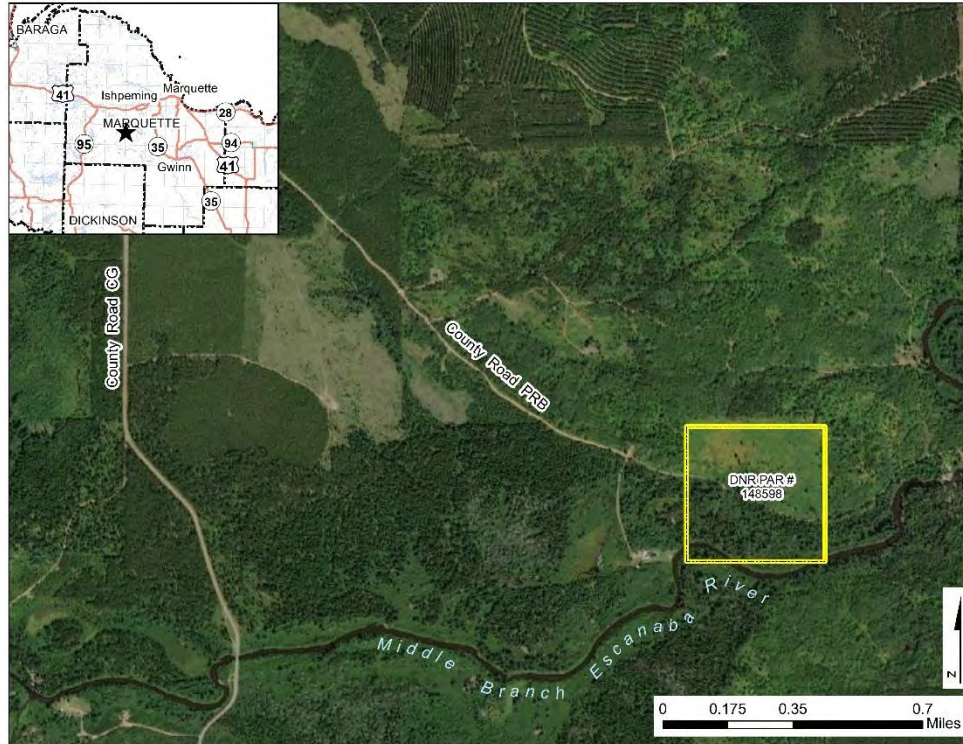 BARAGA
41
Ishpeming
Marquette
28
MARQUETTE
95
35
94
Gwinn
41
35
DICKINSON
County Road CG
County Road PRB
DNR PAR #
148598
Middle Branch Escanaba River
N
0 0.175 0.35 0.7
Miles